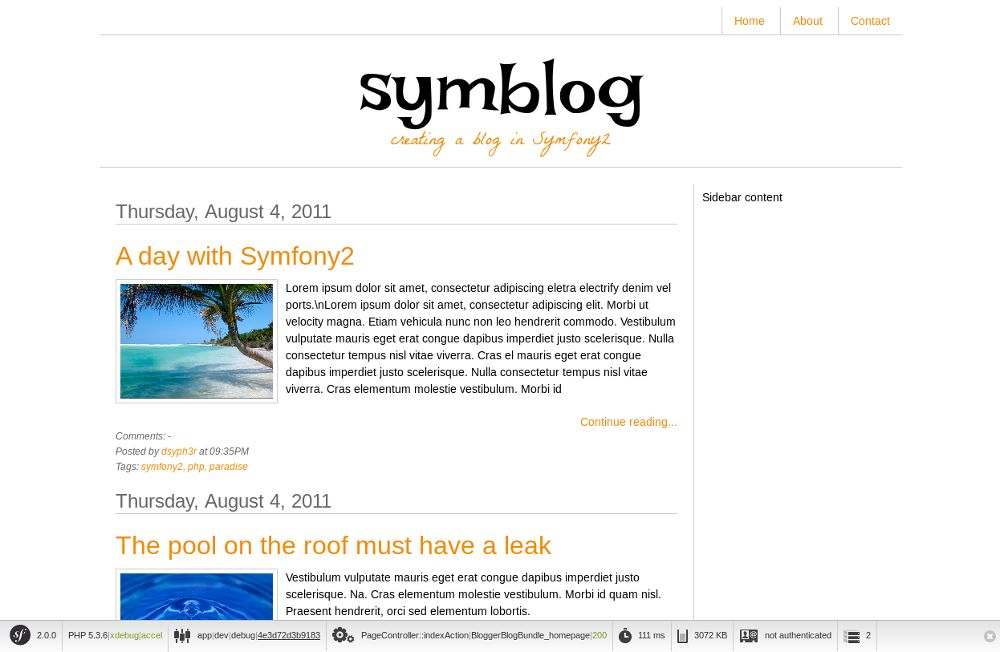 Home About Contact
symblog
creating a blog in Symfony2
Sidebar content
Thursday, August 4, 2011
A day with Symfony2
Lorem ipsum dolor sit amet, consectetur adipiscing eletra electrify denim vel
ports.\nLorem ipsum dolor sit amet, consectetur adipiscing elit. Morbi ut
velocity magna. Etiam vehicula nunc non leo hendrerit commodo. Vestibulum
vulputate mauris eget erat congue dapibus imperdiet justo scelerisque. Nulla
consectetur tempus nisl vitae viverra. Cras el mauris eget erat congue
dapibus imperdiet justo scelerisque. Nulla consectetur tempus nisl vitae
viverra. Cras elementum molestie vestibulum. Morbi id
Continue reading...
Comments: -
Posted by dsyph3r at 09:35PM
Tags: symfony2, php, paradise
Thursday, August 4, 2011
The pool on the roof must have a leak
Vestibulum vulputate mauris eget erat congue dapibus imperdiet justo
scelerisque. Na. Cras elementum molestie vestibulum. Morbi id quam nisl.
Praesent hendrerit, orci sed elementum lobortis.
sf 2.0.0 PHP 5.3.6|xdebug|accel app|dev|debug|4e3d72d3b9183 PageController::indexAction|BloggerBlogBundle_homepage|200 111 ms 3072 KB not authenticated 2